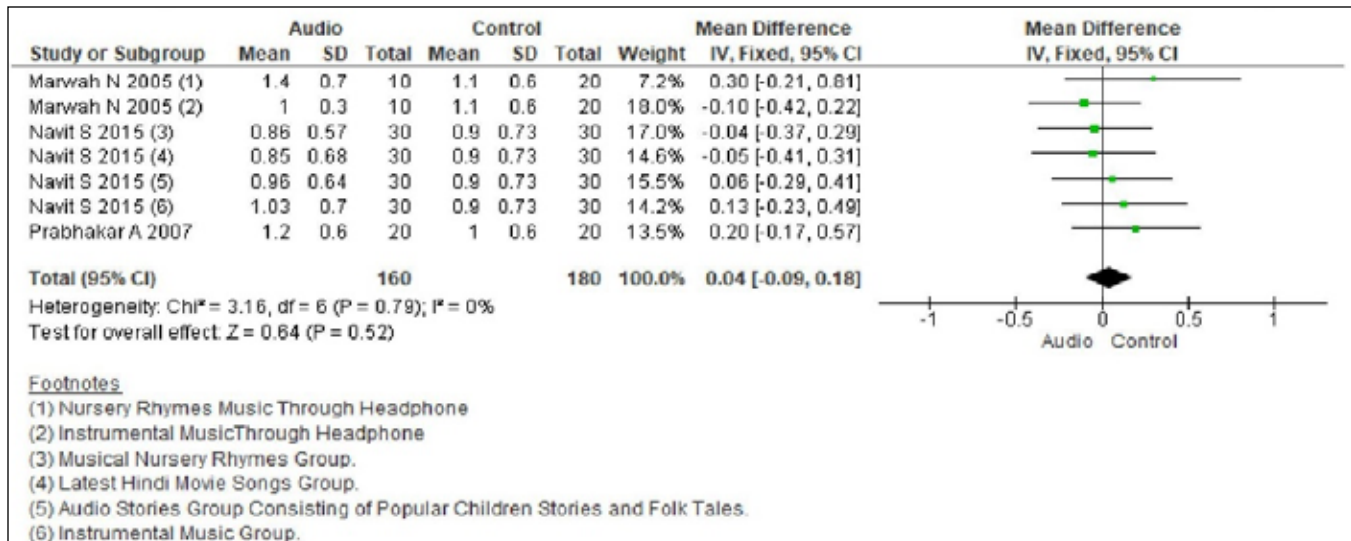 Audio Control Mean Difference Mean Difference
Study or Subgroup Mean SD Total Mean SD Total Weight IV, Fixed, 95% CI IV, Fixed, 95% CI
Marwah N 2005 (1) 1.4 0.7 10 1.1 0.6 20 7.2% 0.30 [-0.21, 0.81]
Marwah N 2005 (2) 1 0.3 10 1.1 0.6 20 18.0% -0.10 [-0.42, 0.22]
Navit S 2015 (3) 0.86 0.57 30 0.9 0.73 30 17.0% -0.04 [-0.37, 0.29]
Navit S 2015 (4) 0.85 0.68 30 0.9 0.73 30 14.6% -0.05 [-0.41, 0.31]
Navit S 2015 (5) 0.96 0.64 30 0.9 0.73 30 15.5% 0.06 [-0.29, 0.41]
Navit S 2015 (6) 1.03 0.7 30 0.9 0.73 30 14.2% 0.13 [-0.23, 0.49]
Prabhakar A 2007 1.2 0.6 20 1 0.6 20 13.5% 0.20 [-0.17, 0.57]
Total (95% CI) 160 180 100.0% 0.04 [-0.09, 0.18]
Heterogeneity: Chi² = 3.16, df = 6 (P = 0.79); I² = 0%
Test for overall effect: Z = 0.64 (P = 0.52)
-1 -0.5 0 0.5 1
Audio Control
Footnotes
(1) Nursery Rhymes Music Through Headphone
(2) Instrumental MusicThrough Headphone
(3) Musical Nursery Rhymes Group.
(4) Latest Hindi Movie Songs Group.
(5) Audio Stories Group Consisting of Popular Children Stories and Folk Tales.
(6) Instrumental Music Group.